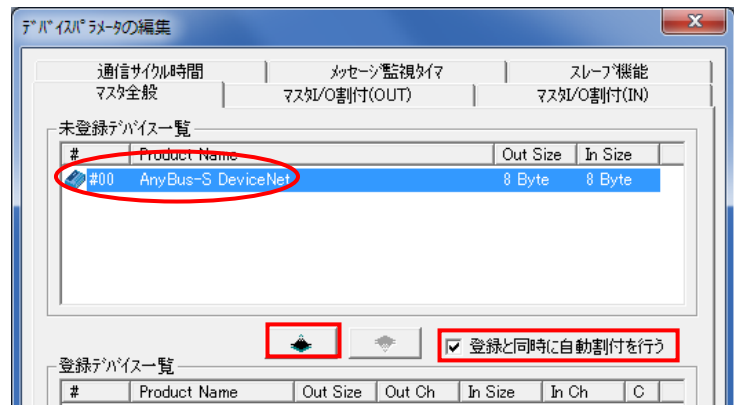 ﾃﾞﾊﾞｲｽﾊﾟﾗﾒｰﾀの編集
通信ｻｲｸﾙ時間 ﾒｯｾｰｼﾞ監視ﾀｲﾏ ｽﾚｰﾌﾞ機能
ﾏｽﾀ全般 ﾏｽﾀI/O割付(OUT) ﾏｽﾀI/O割付(IN)
未登録ﾃﾞﾊﾞｲｽ一覧
# Product Name Out Size In Size
#00 AnyBus-S DeviceNet 8 Byte 8 Byte
登録と同時に自動割付を行う
登録ﾃﾞﾊﾞｲｽ一覧
# Product Name Out Size Out Ch In Size In Ch C